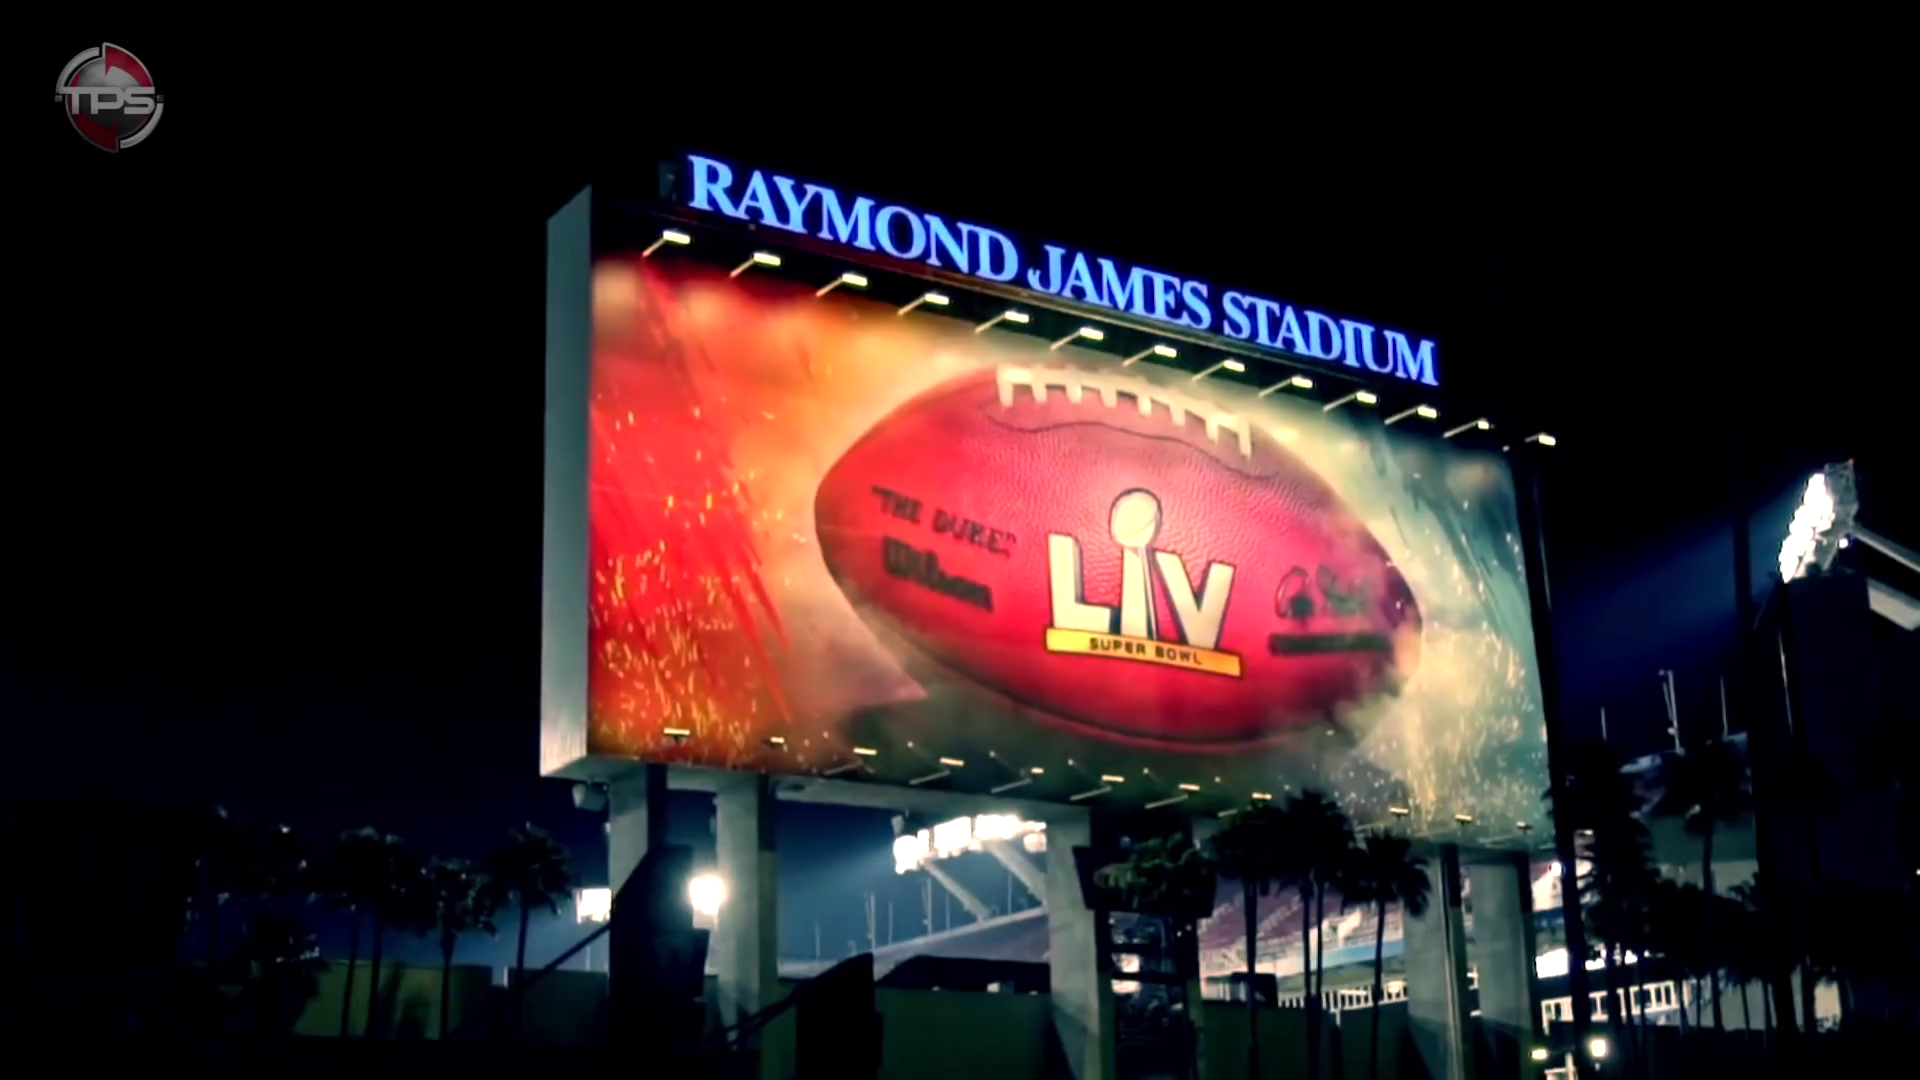 TPS
RAYMOND JAMES STADIUM
"THE DUKE"
Wilson
LIV
SUPER BOWL